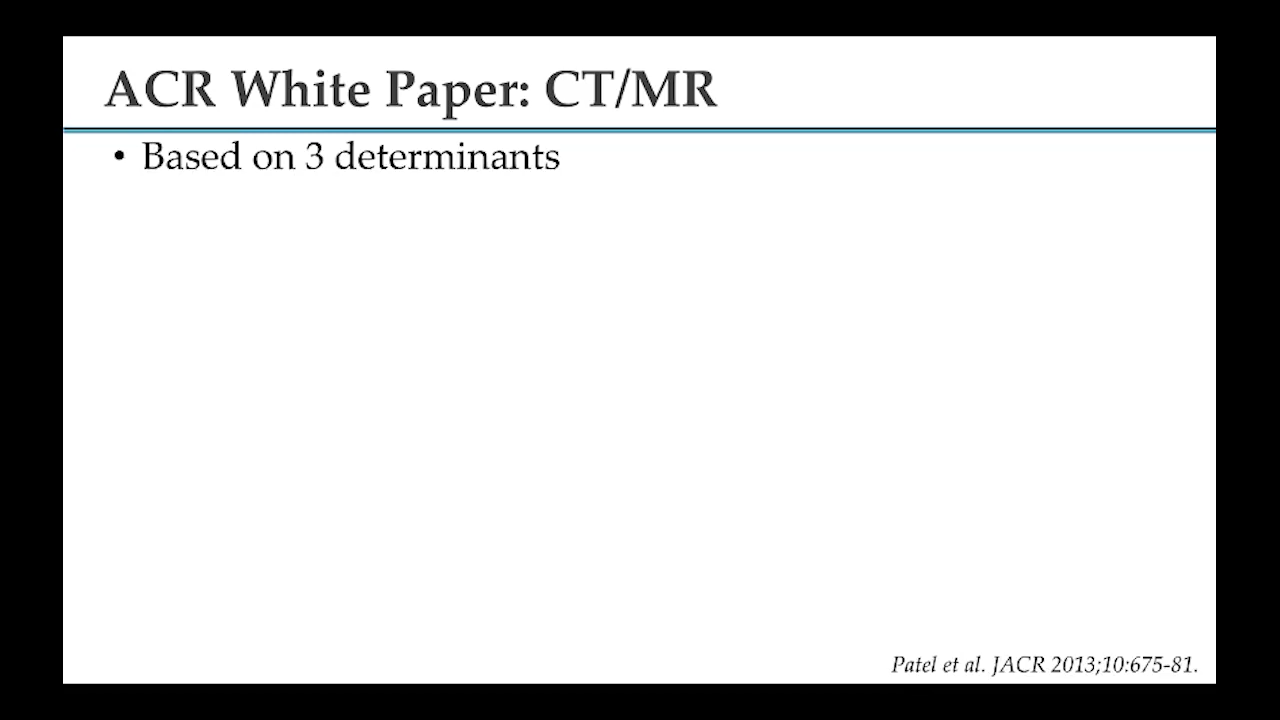 ACR White Paper: CT/MR
• Based on 3 determinants
Patel et al. JACR 2013;10:675-81.